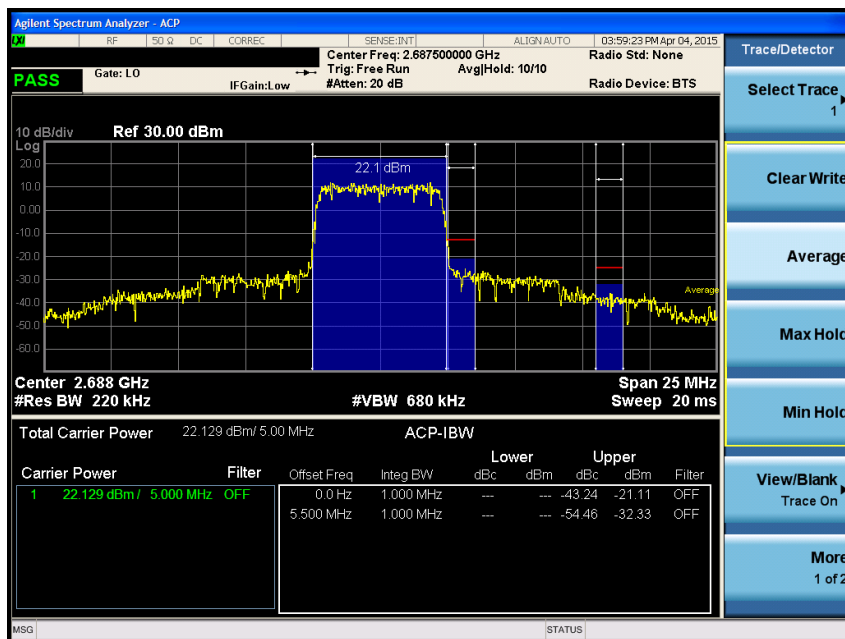 Agilent Spectrum Analyzer - ACP
LXI RF 50 Ω DC CORREC SENSE:INT ALIGN AUTO 03:59:23 PM Apr 04, 2015
PASS
Gate: LO
IFGain:Low
Center Freq: 2.687500000 GHz
Trig: Free Run Avg|Hold: 10/10
#Atten: 20 dB
Radio Std: None
Radio Device: BTS
10 dB/div Ref 30.00 dBm
Log
20.0
10.0
0.00
-10.0
-20.0
-30.0
-40.0
-50.0
-60.0
22.1 dBm
Average
Center 2.688 GHz Span 25 MHz
#Res BW 220 kHz #VBW 680 kHz Sweep 20 ms
Total Carrier Power 22.129 dBm/ 5.00 MHz ACP-IBW
Lower Upper
Carrier Power Filter Offset Freq Integ BW dBc dBm dBc dBm Filter
1 22.129 dBm / 5.000 MHz OFF 0.0 Hz 1.000 MHz --- --- -43.24 -21.11 OFF
5.500 MHz 1.000 MHz --- --- -54.46 -32.33 OFF
MSG STATUS
Trace/Detector
Select Trace
1
Clear Write
Average
Max Hold
Min Hold
View/Blank
Trace On
More
1 of 2